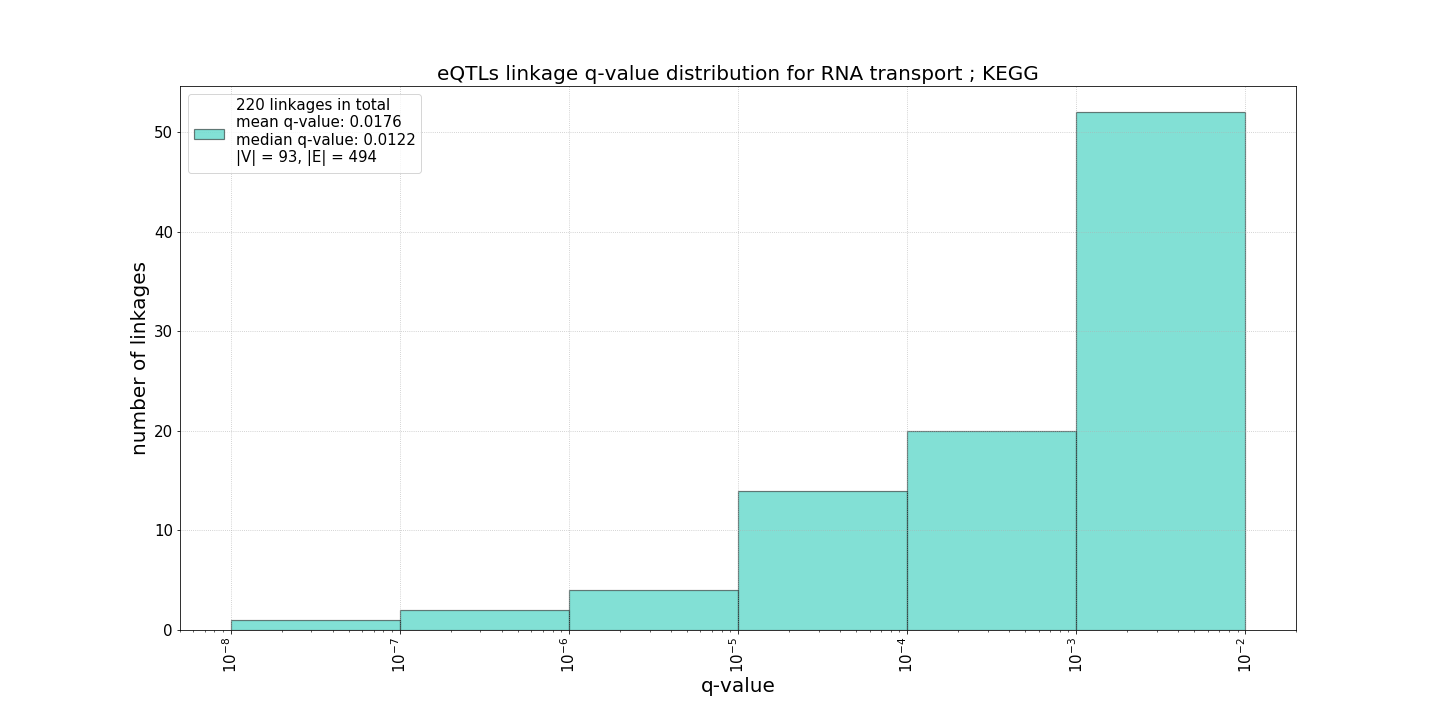 eQTLs linkage q-value distribution for RNA transport ; KEGG
220 linkages in total
mean q-value: 0.0176
median q-value: 0.0122
|V| = 93, |E| = 494
number of linkages
50
40
30
20
10
0
10⁻⁸
10⁻⁷
10⁻⁶
10⁻⁵
10⁻⁴
10⁻³
10⁻²
q-value